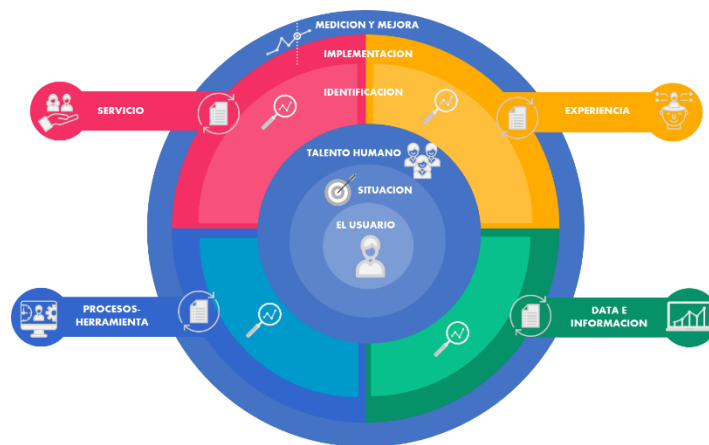 MEDICION Y MEJORA
IMPLEMENTACION
IDENTIFICACION
SERVICIO
EXPERIENCIA
TALENTO HUMANO
SITUACION
EL USUARIO
PROCESOS-
HERRAMIENTA
DATA E
INFORMACION